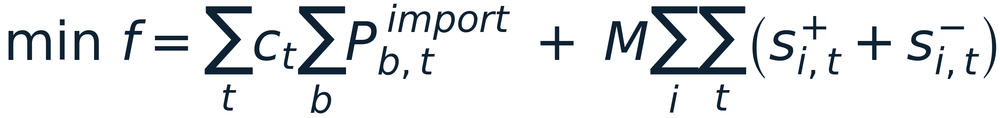 min f = ∑_t c_t ∑_b P_{b,t}^{import} + M ∑_i ∑_t (s_{i,t}^+ + s_{i,t}^−)